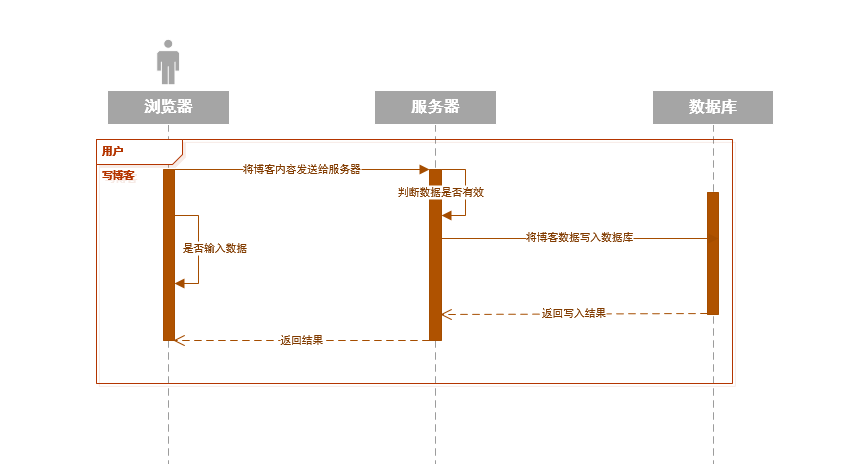 浏览器
服务器
数据库
用户
写博客
将博客内容发送给服务器
判断数据是否有效
将博客数据写入数据库
是否输入数据
返回写入结果
返回结果